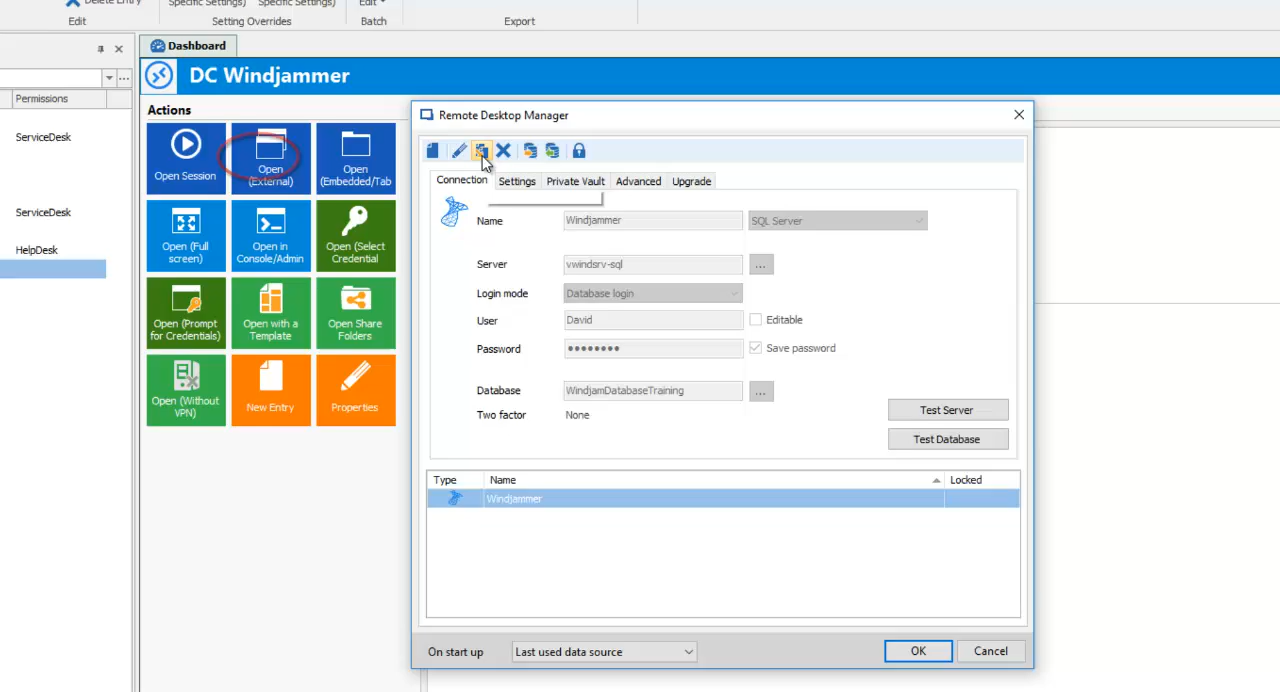 Delete Entry
Specific Settings) Specific Settings) Edit
Edit Setting Overrides Batch Export
Dashboard
DC Windjammer
Permissions
ServiceDesk
ServiceDesk
HelpDesk
Actions
Open Session
Open (External)
Open (Embedded/Tab
Open (Full screen)
Open in Console/Admin
Open (Select Credential
Open (Prompt for Credentials)
Open with a Template
Open Share Folders
Open (Without VPN)
New Entry
Properties
Remote Desktop Manager
Connection Settings Private Vault Advanced Upgrade
Name Windjammer SQL Server
Server vwindsrv-sql ...
Login mode Database login
User David Editable
Password ●●●●●●●● Save password
Database WindjamDatabaseTraining ...
Two factor None
Test Server
Test Database
Type Name Locked
Windjammer
On start up Last used data source OK Cancel